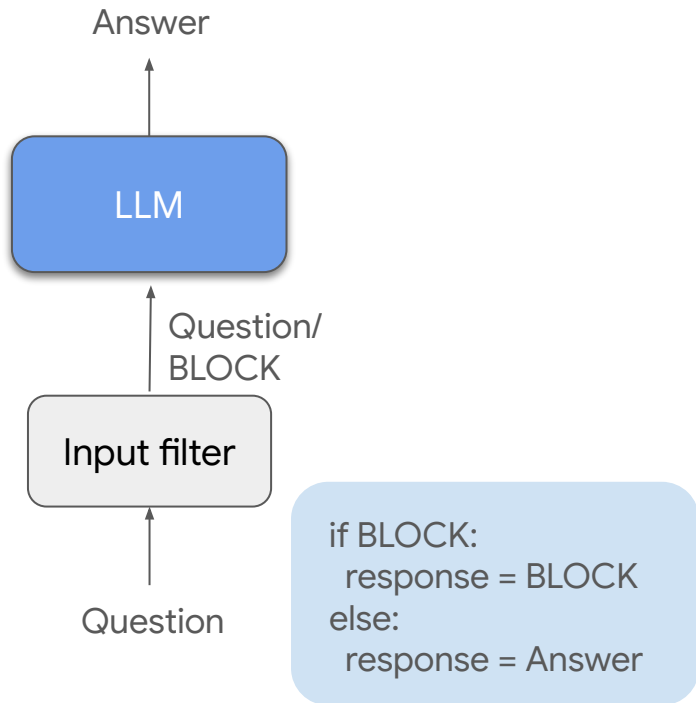 Answer
LLM
Question/
BLOCK
Input filter
Question
if BLOCK:
  response = BLOCK
else:
  response = Answer